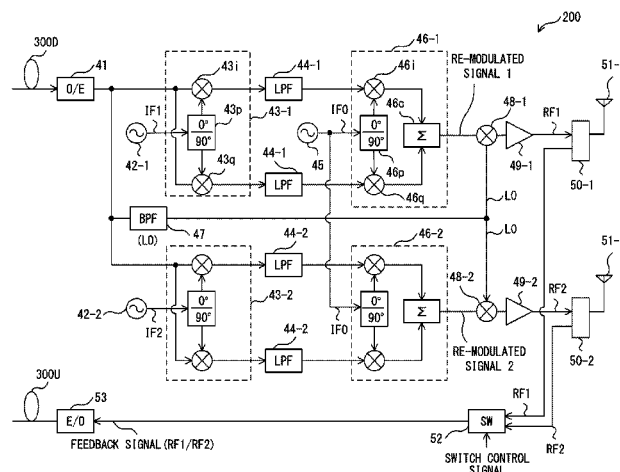 200
300D
41
O/E
IF1
42-1
43i
43p
0°
90°
43-1
43q
44-1
LPF
44-1
LPF
45
IF0
46-1
46i
0°
90°
46p
46q
46a
Σ
RE-MODULATED
SIGNAL 1
48-1
49-1
RF1
50-1
51-
LO
LO
BPF
(LO)
47
42-2
IF2
0°
90°
43-2
44-2
LPF
44-2
LPF
IF0
46-2
0°
90°
Σ
RE-MODULATED
SIGNAL 2
48-2
49-2
RF2
50-2
51-
300U
53
E/O
FEEDBACK SIGNAL(RF1/RF2)
52
SW
RF1
RF2
SWITCH CONTROL
SIGNAL